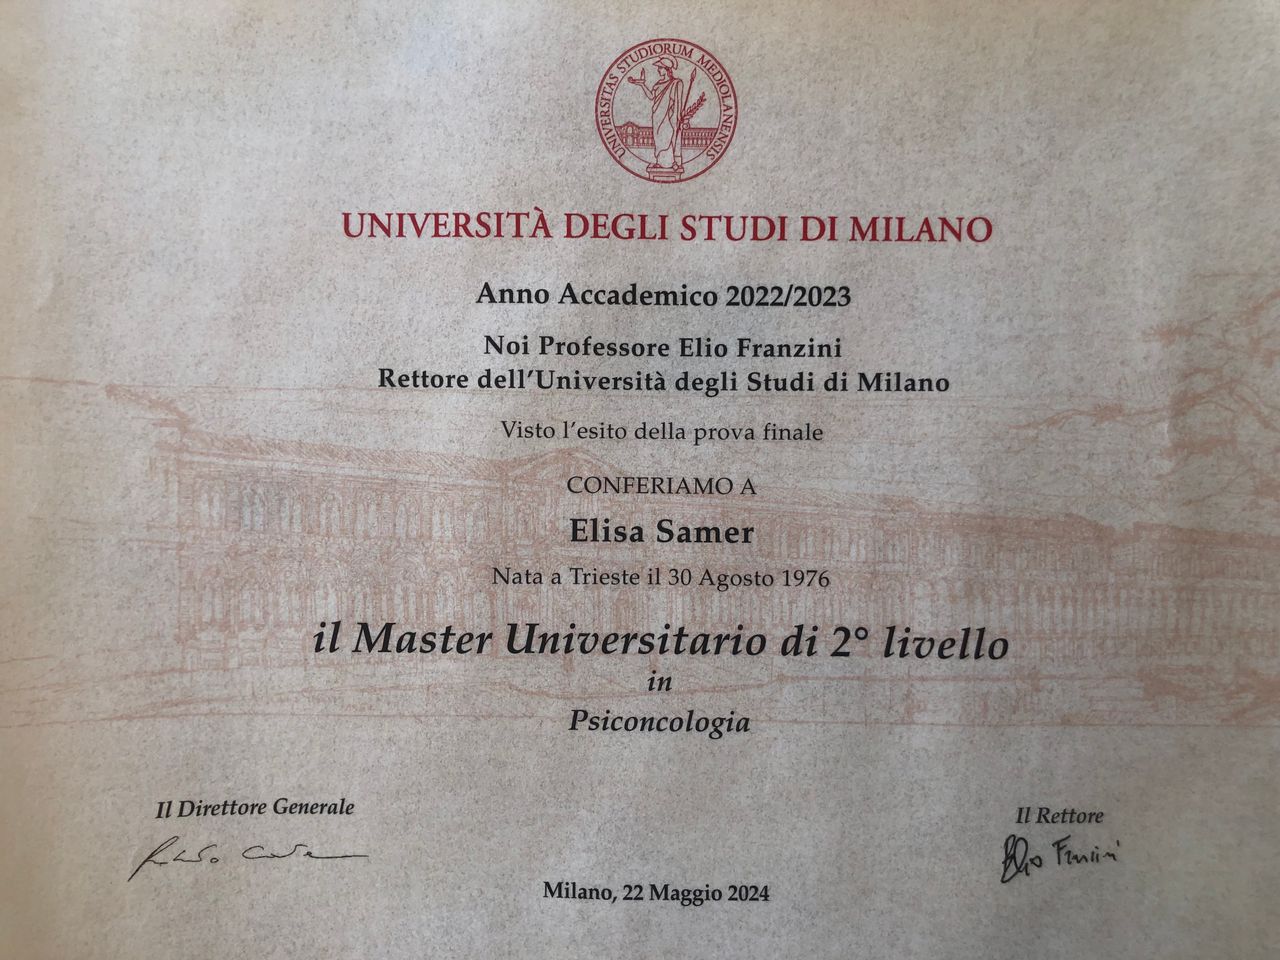 UNIVERSITAS STUDIORUM MEDIOLANENSIS
UNIVERSITÀ DEGLI STUDI DI MILANO
Anno Accademico 2022/2023
Noi Professore Elio Franzini
Rettore dell'Università degli Studi di Milano
Visto l'esito della prova finale
CONFERIAMO A
Elisa Samer
Nata a Trieste il 30 Agosto 1976
il Master Universitario di 2° livello
in
Psiconcologia
Il Direttore Generale
Il Rettore
Elio Franzini
Milano, 22 Maggio 2024